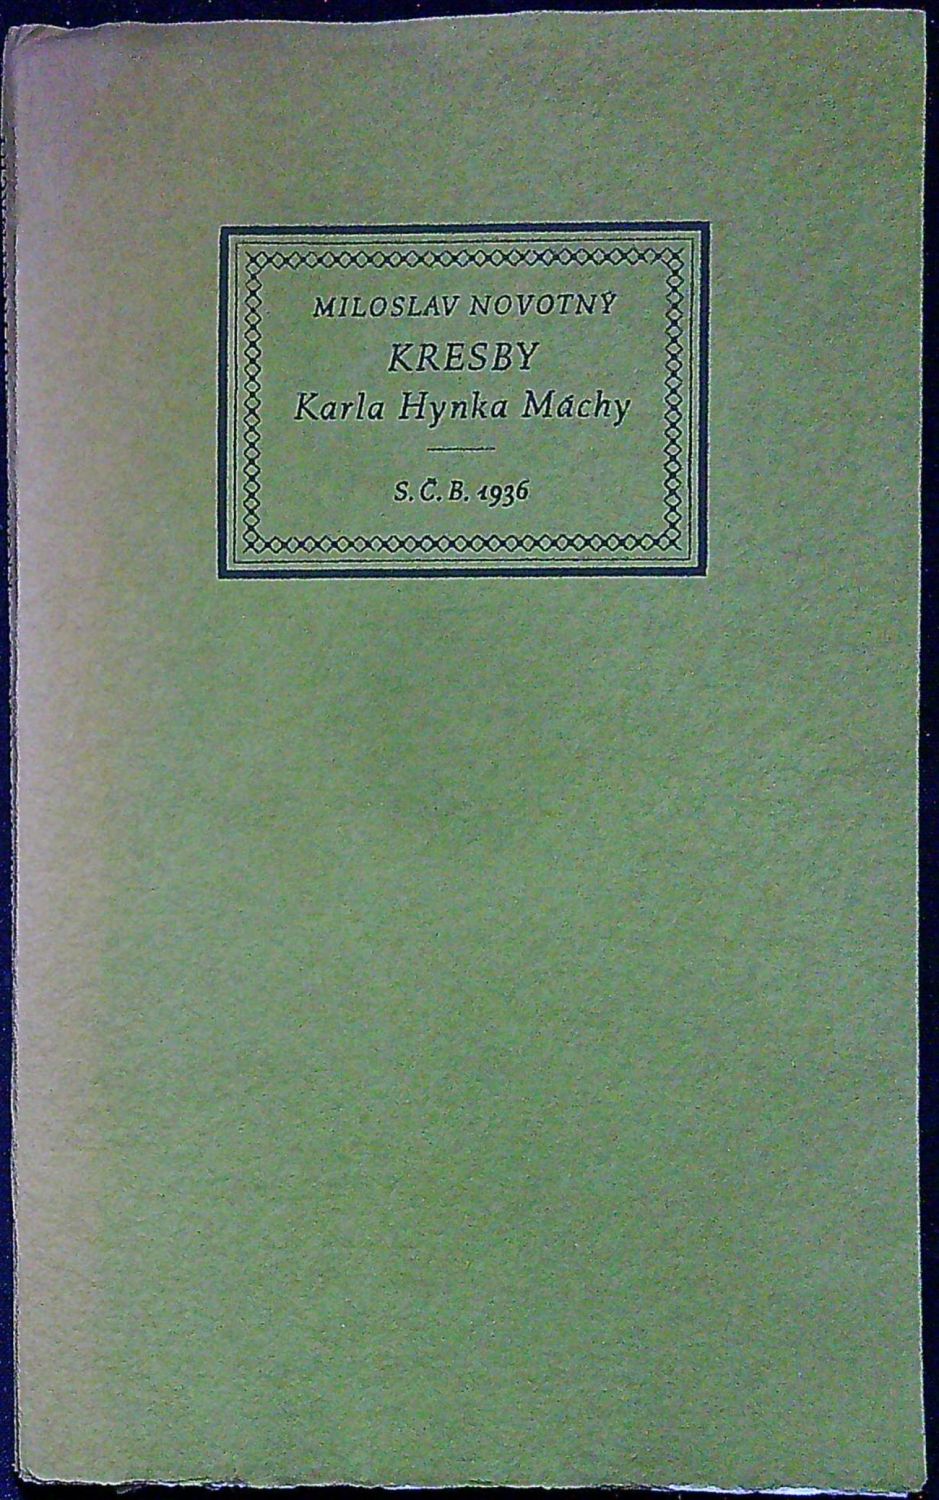 MILOSLAV NOVOTNÝ
KRESBY
Karla Hynka Máchy
S. Č. B. 1936